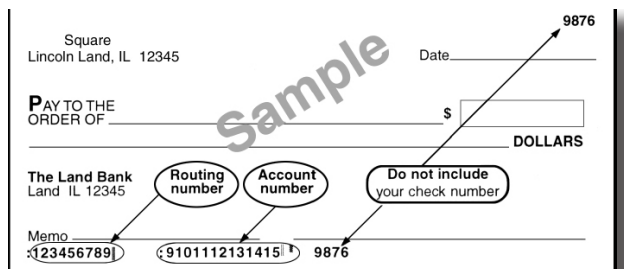 9876
Square
Lincoln Land, IL 12345
Date
Sample
PAY TO THE
ORDER OF
$
DOLLARS
The Land Bank
Land IL 12345
Routing
number
Account
number
Do not include
your check number
Memo
:123456789 :9101112131415 9876